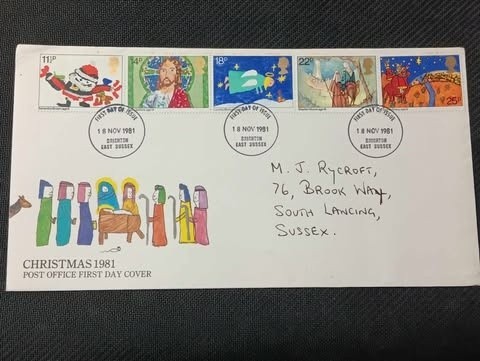 11½P
14P
18P
22P
25P
FIRST DAY OF ISSUE
18 NOV 1981
BRIGHTON
EAST SUSSEX
FIRST DAY OF ISSUE
18 NOV 1981
BRIGHTON
EAST SUSSEX
FIRST DAY OF ISSUE
18 NOV 1981
BRIGHTON
EAST SUSSEX
M. J. RYCROFT,
76, BROOK WAY,
SOUTH LANCING,
SUSSEX.
CHRISTMAS 1981
POST OFFICE FIRST DAY COVER